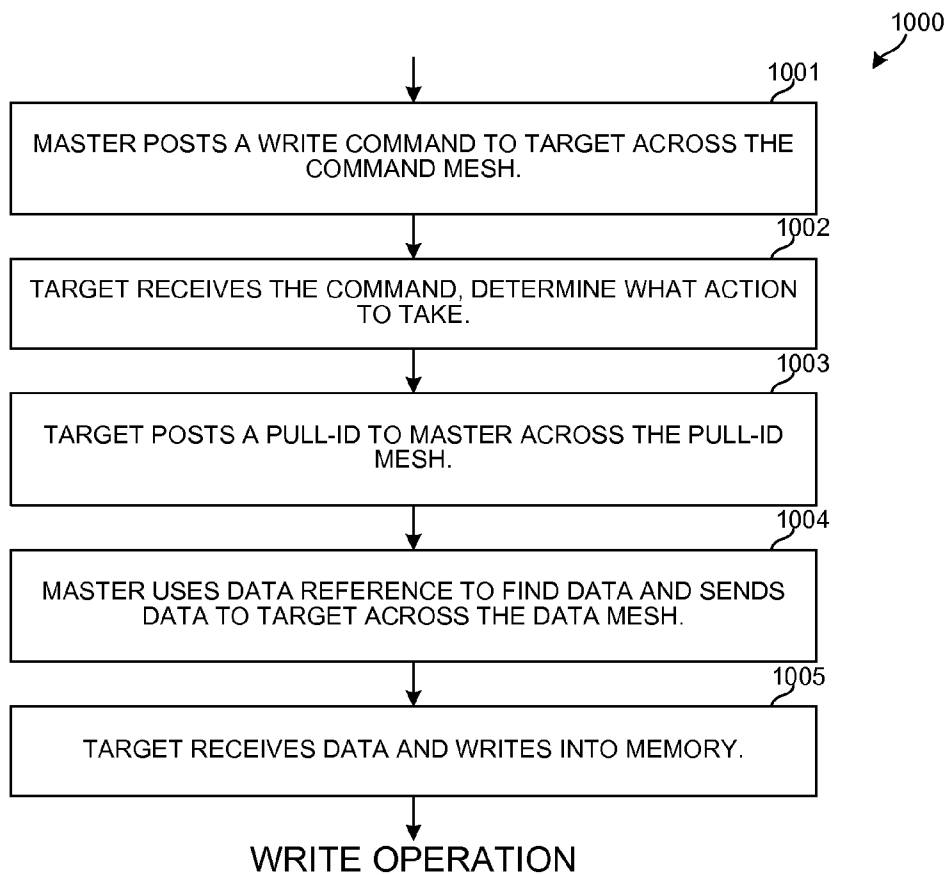 1000
1001
MASTER POSTS A WRITE COMMAND TO TARGET ACROSS THE
COMMAND MESH.
1002
TARGET RECEIVES THE COMMAND, DETERMINE WHAT ACTION
TO TAKE.
1003
TARGET POSTS A PULL-ID TO MASTER ACROSS THE PULL-ID
MESH.
1004
MASTER USES DATA REFERENCE TO FIND DATA AND SENDS
DATA TO TARGET ACROSS THE DATA MESH.
1005
TARGET RECEIVES DATA AND WRITES INTO MEMORY.
WRITE OPERATION